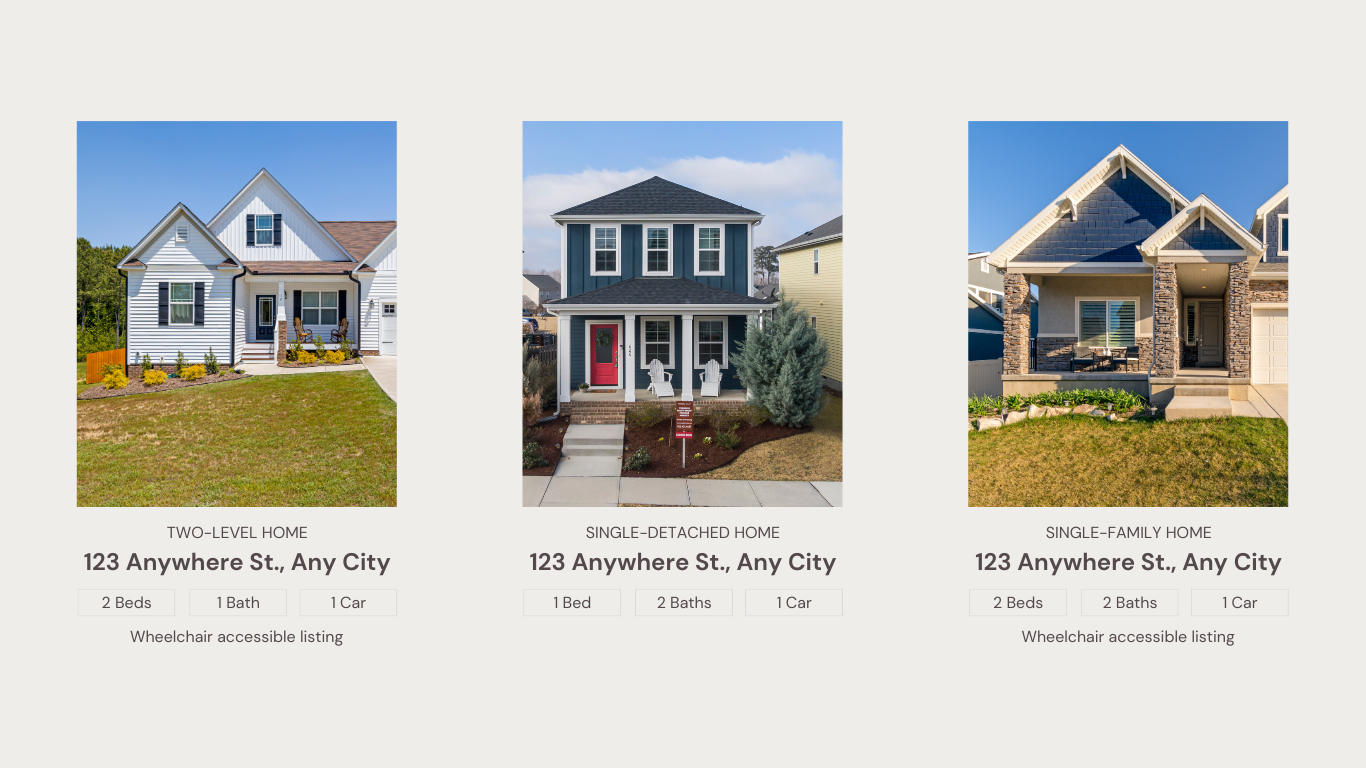 TWO-LEVEL HOME
123 Anywhere St., Any City
2 Beds
1 Bath
1 Car
Wheelchair accessible listing
SINGLE-DETACHED HOME
123 Anywhere St., Any City
1 Bed
2 Baths
1 Car
SINGLE-FAMILY HOME
123 Anywhere St., Any City
2 Beds
2 Baths
1 Car
Wheelchair accessible listing